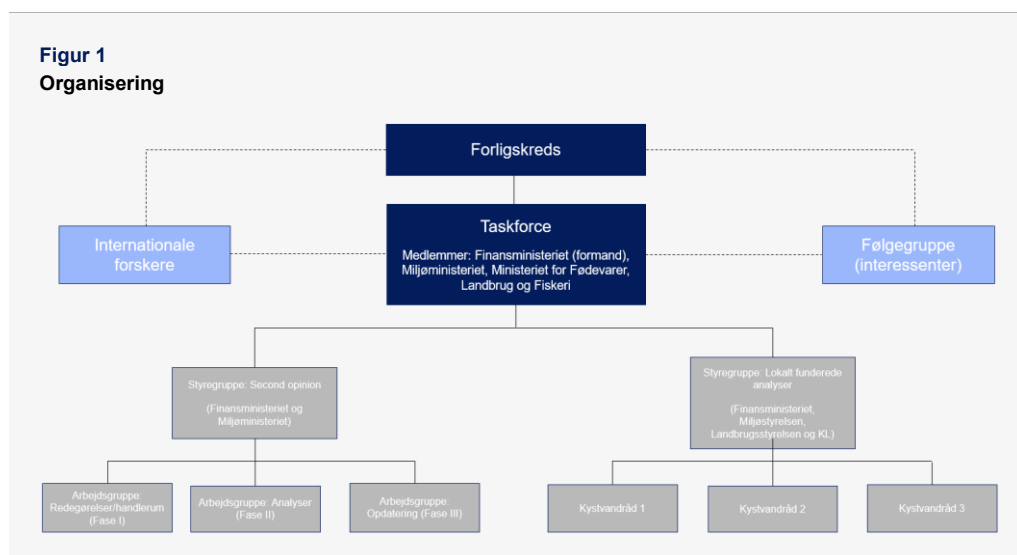 Figur 1
Organisering
Forligskreds
Taskforce
Medlemmer: Finansministeriet (formand),
Miljøministeriet, Ministeriet for Fødevarer,
Landbrug og Fiskeri
Internationale
forskere
Følgegruppe
(interessenter)
Styregruppe: Second opinion
(Finansministeriet og
Miljøministeriet)
Styregruppe: Lokalt funderede
analyser
(Finansministeriet,
Miljøstyrelsen,
Landbrugsstyrelsen og KL)
Arbejdsgruppe:
Redegørelser/handlerum
(Fase I)
Arbejdsgruppe: Analyser
(Fase II)
Arbejdsgruppe:
Opdatering (Fase III)
Kystvandråd 1
Kystvandråd 2
Kystvandråd 3